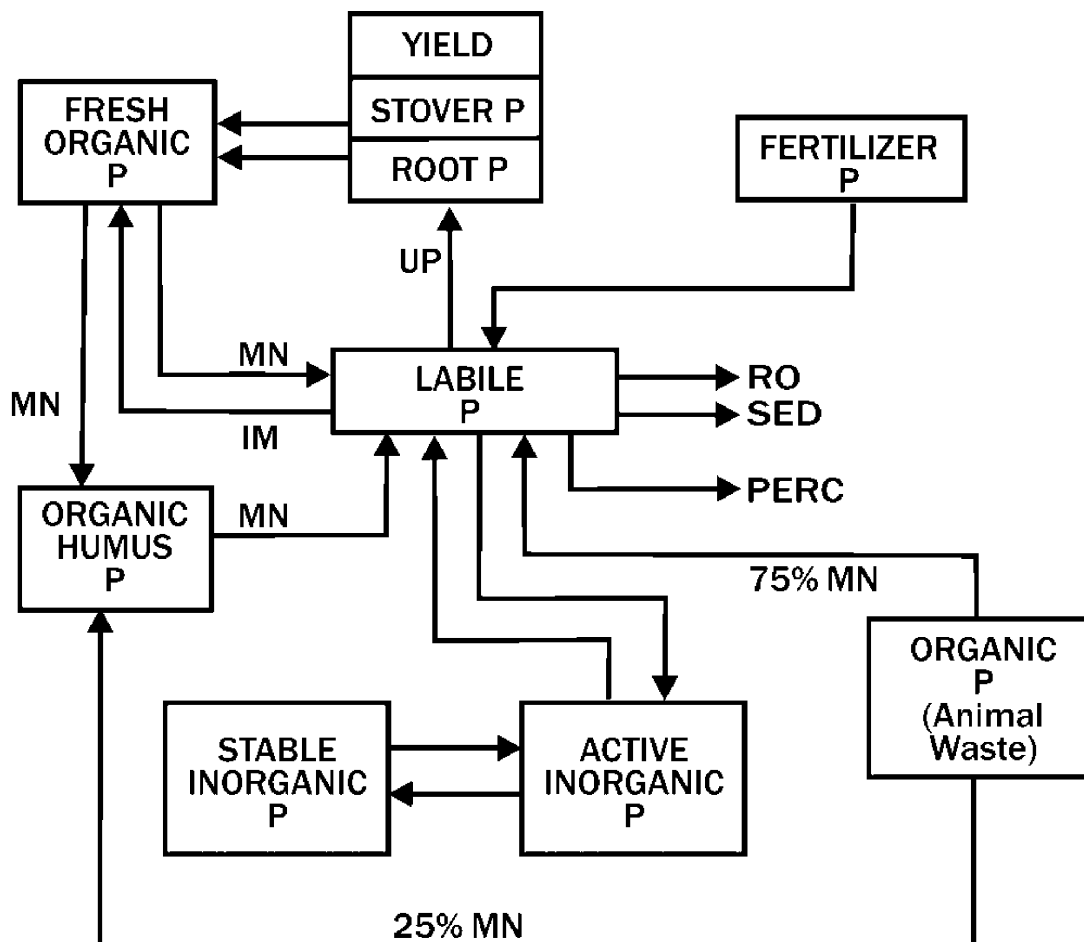 YIELD
STOVER P
ROOT P
FRESH
ORGANIC
P
FERTILIZER
P
UP
MN
MN
IM
LABILE
P
RO
SED
PERC
ORGANIC
HUMUS
P
MN
75% MN
ORGANIC
P
(Animal
Waste)
STABLE
INORGANIC
P
ACTIVE
INORGANIC
P
25% MN